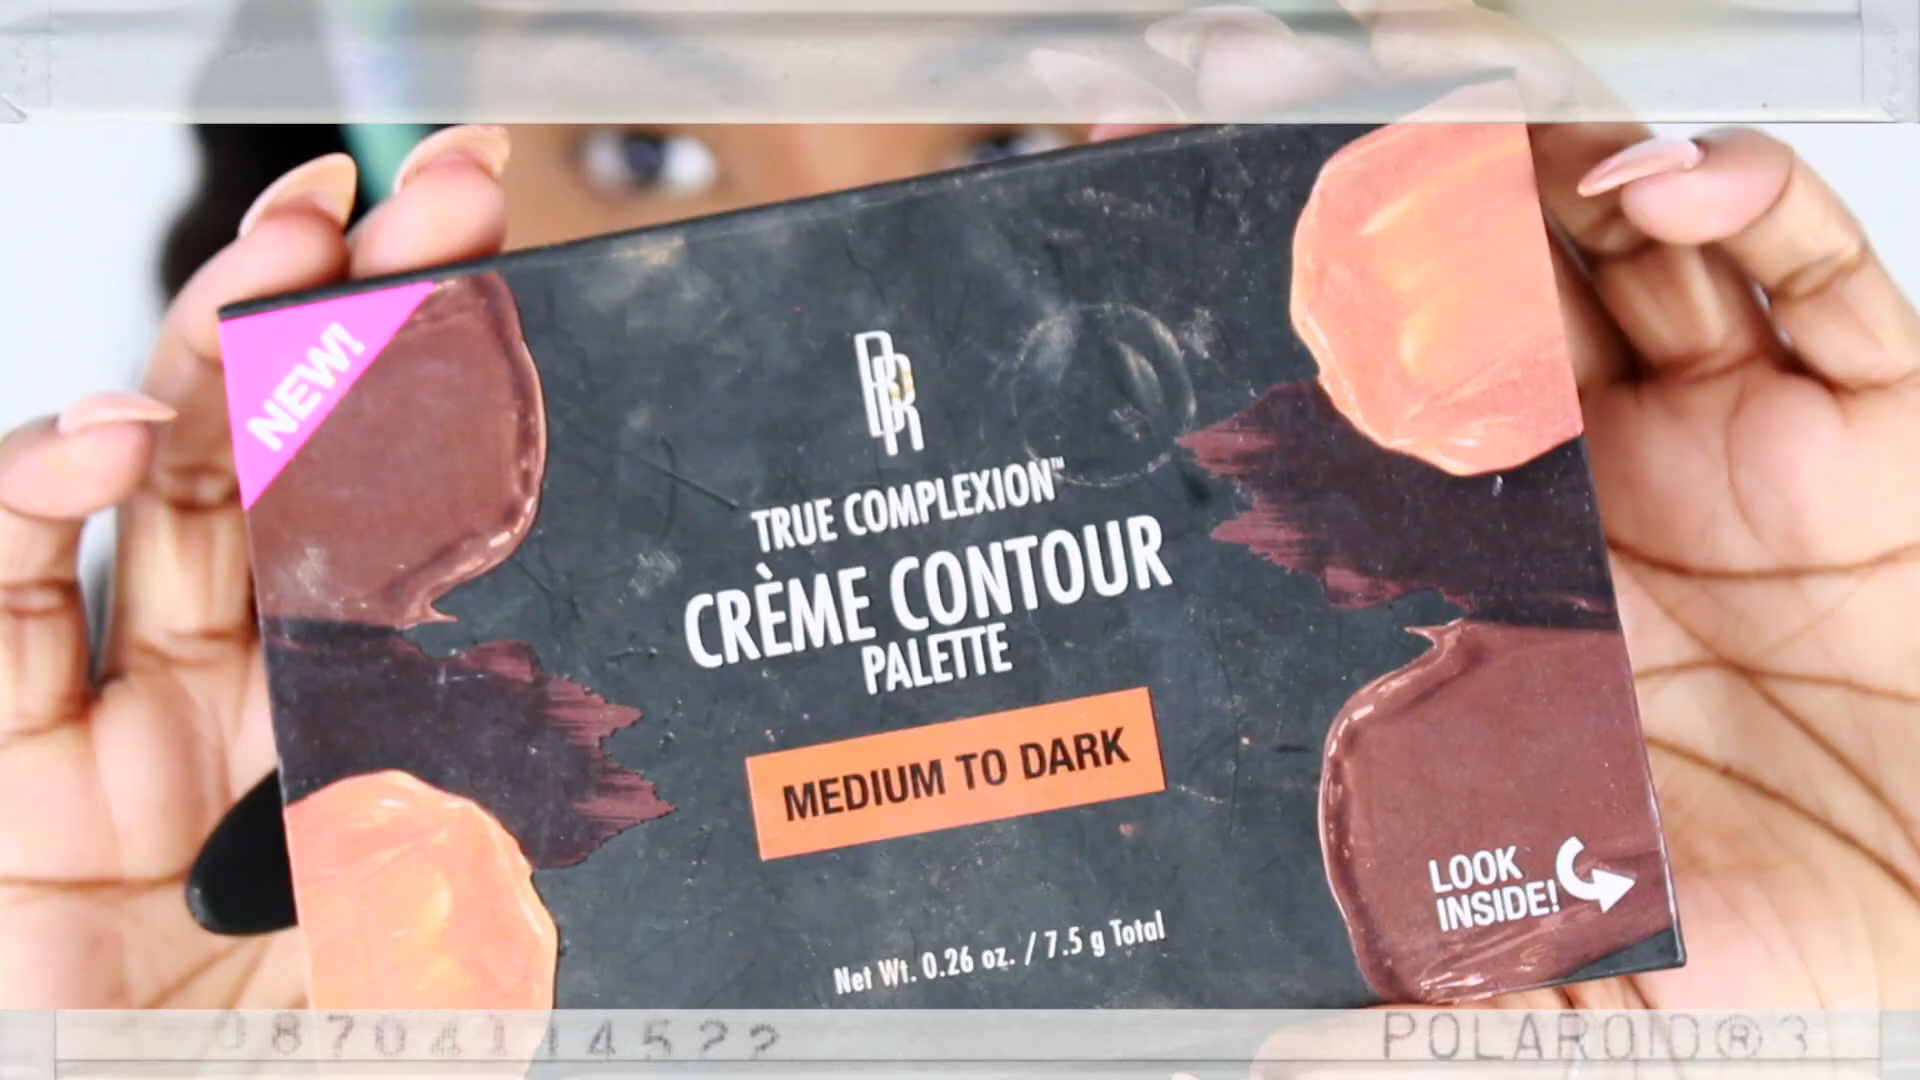 NEW!
BR
TRUE COMPLEXION™
CRÈME CONTOUR
PALETTE
MEDIUM TO DARK
LOOK
INSIDE!
Net Wt. 0.26 oz. / 7.5 g Total
POLAROID®3